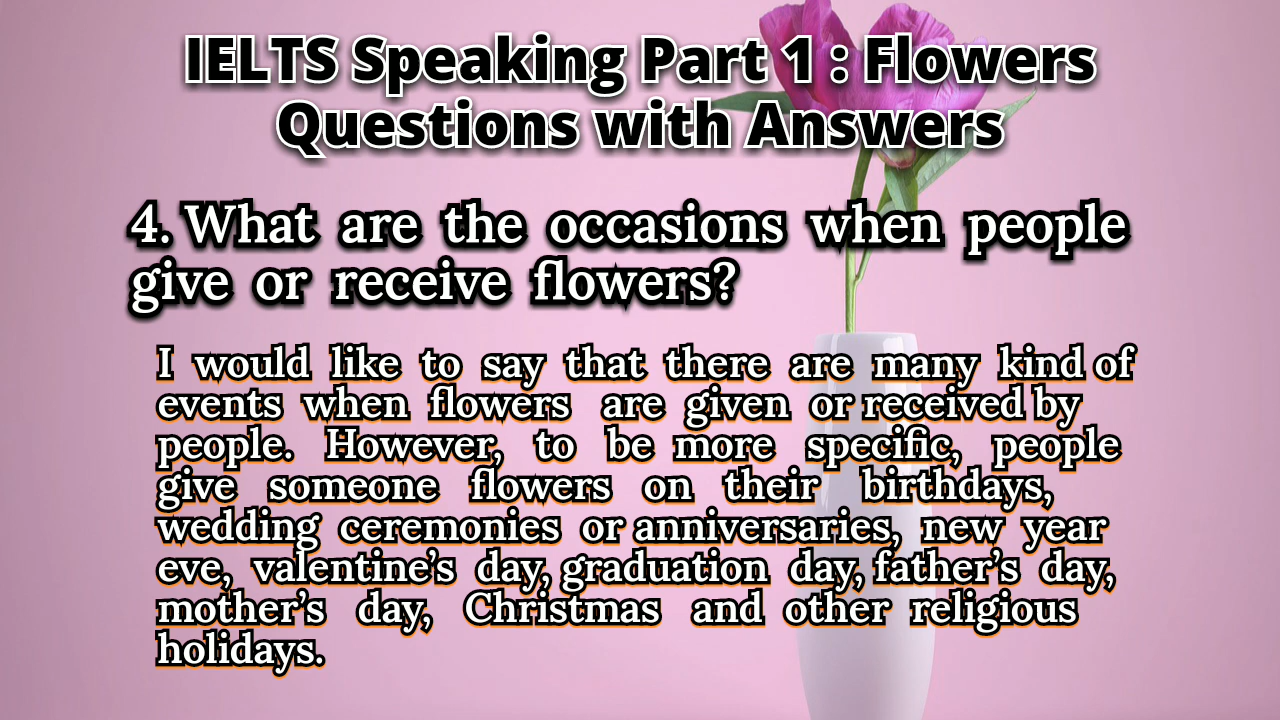 IELTS Speaking Part 1 : Flowers
Questions with Answers
4. What are the occasions when people
give or receive flowers?
I would like to say that there are many kind of
events when flowers are given or received by
people. However, to be more specific, people
give someone flowers on their birthdays,
wedding ceremonies or anniversaries, new year
eve, valentine's day, graduation day, father's day,
mother's day, Christmas and other religious
holidays.